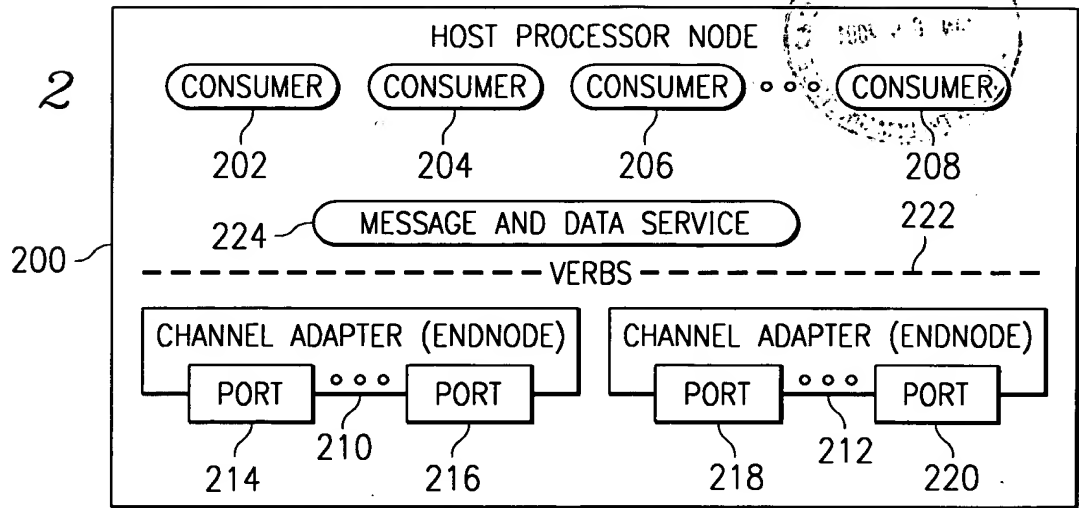 HOST PROCESSOR NODE
2
CONSUMER CONSUMER CONSUMER CONSUMER
202 204 206 208
224 MESSAGE AND DATA SERVICE 222
200
VERBS
CHANNEL ADAPTER (ENDNODE) CHANNEL ADAPTER (ENDNODE)
PORT PORT PORT PORT
210 212
214 216 218 220